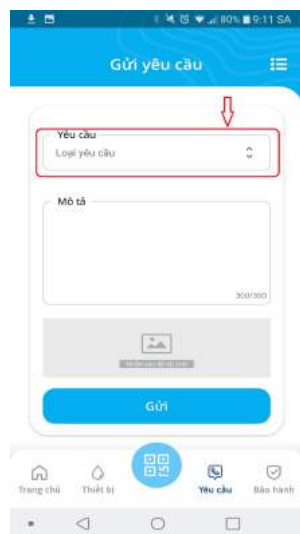 80% 9:11 SA
Gửi yêu cầu
Yêu cầu
Loại yêu cầu
Mô tả
300/300
Gửi
Trang chủ Thiết bị Yêu cầu Bảo hành